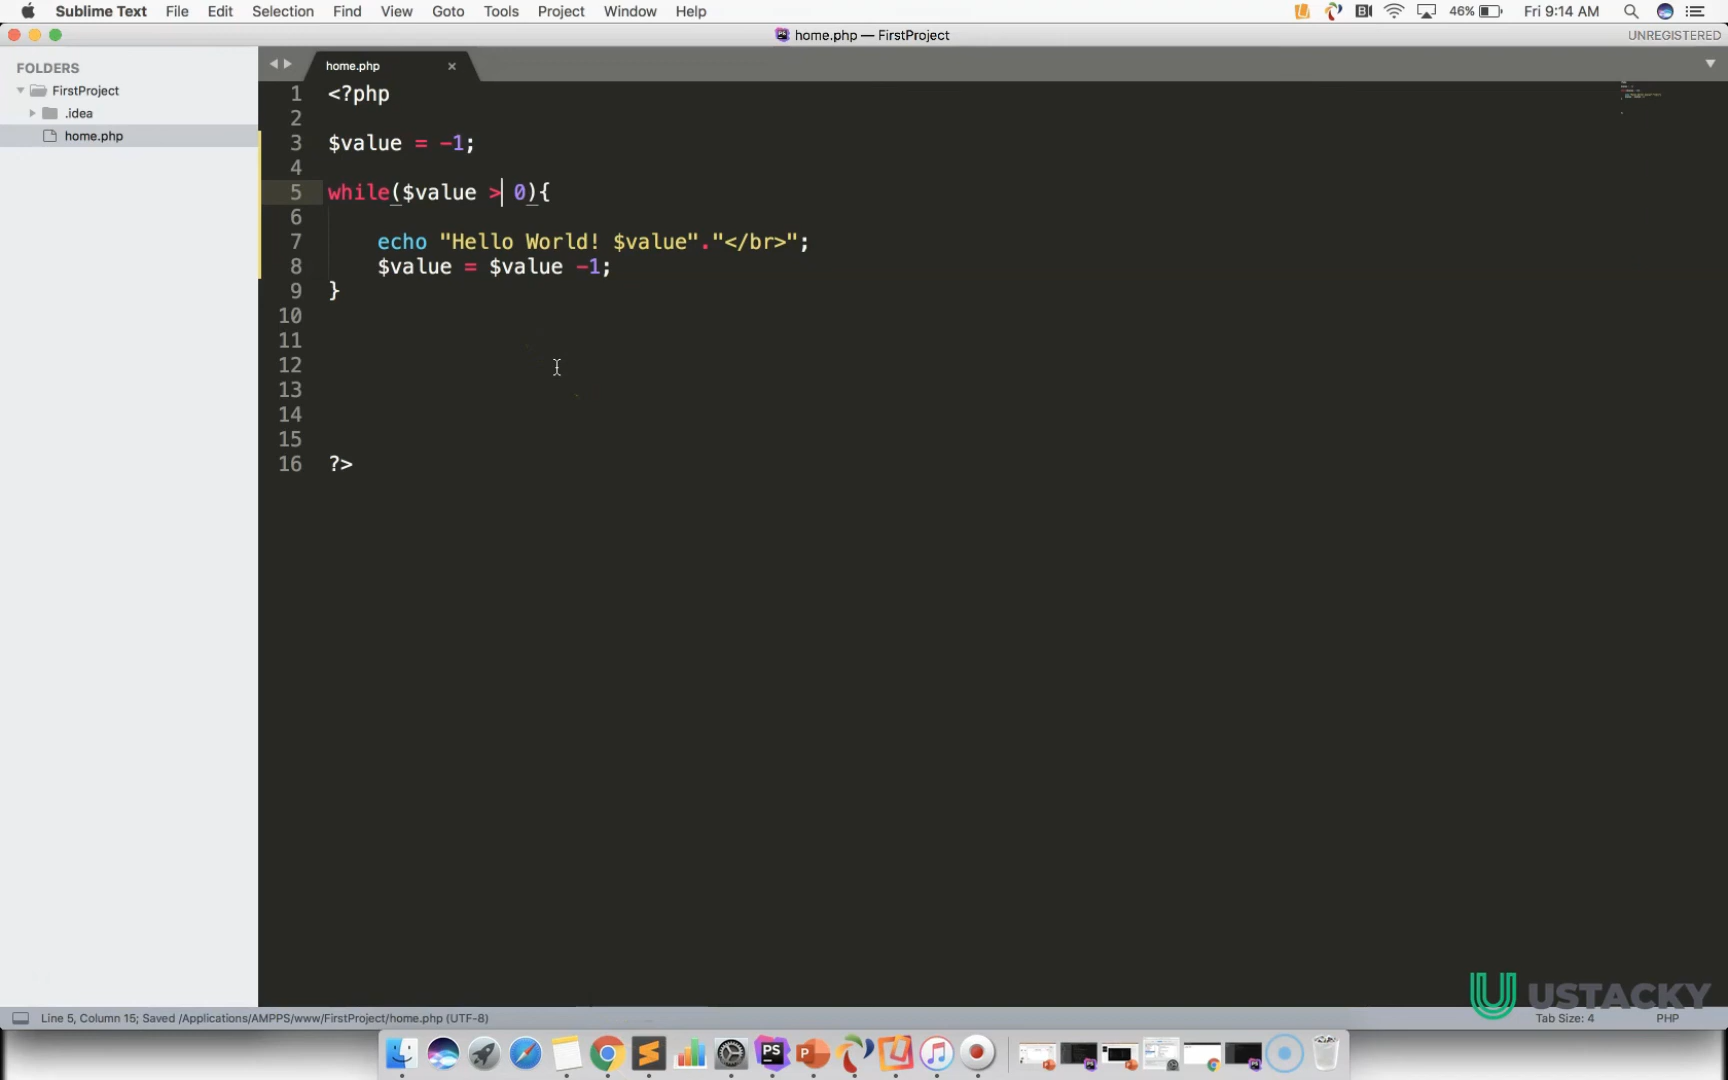 Sublime Text File Edit Selection Find View Goto Tools Project Window Help 46% Fri 9:14 AM
home.php — FirstProject UNREGISTERED
FOLDERS
FirstProject
.idea
home.php
home.php
1 <?php
2
3 $value = -1;
4
5 while($value > 0){
6
7 echo "Hello World! $value"."</br>";
8 $value = $value -1;
9 }
10
11
12
13
14
15
16 ?>
USTACKY
Line 5, Column 15; Saved /Applications/AMPPS/www/FirstProject/home.php (UTF-8) Tab Size: 4 PHP